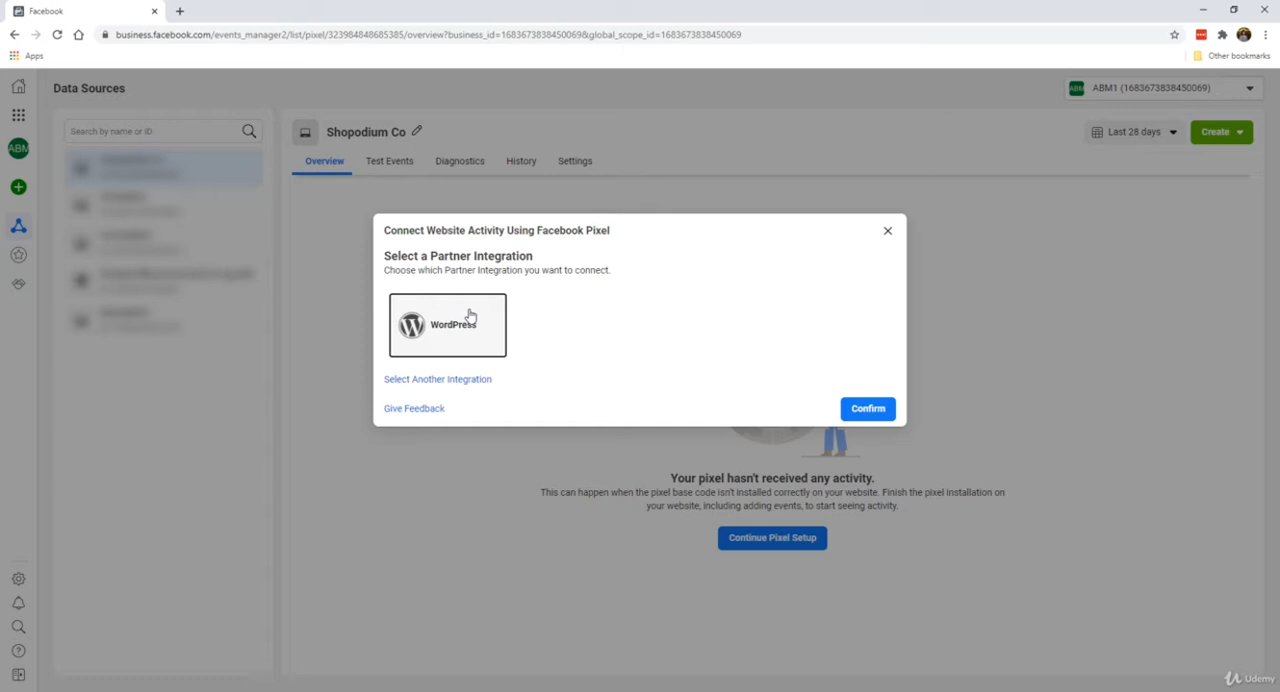 Facebook
business.facebook.com/events_manager2/list/pixel/323984848685385/overview?business_id=1683673838450069&global_scope_id=1683673838450069
Apps
Other bookmarks
Data Sources
ABM
ABM1 (1683673838450069)
Search by name or ID
Shopodium Co
Last 28 days
Create
ABM
Overview
Test Events
Diagnostics
History
Settings
Connect Website Activity Using Facebook Pixel
Select a Partner Integration
Choose which Partner Integration you want to connect.
WordPress
Select Another Integration
Give Feedback
Confirm
Your pixel hasn't received any activity.
This can happen when the pixel base code isn't installed correctly on your website. Finish the pixel installation on
your website, including adding events, to start seeing activity.
Continue Pixel Setup
Udemy